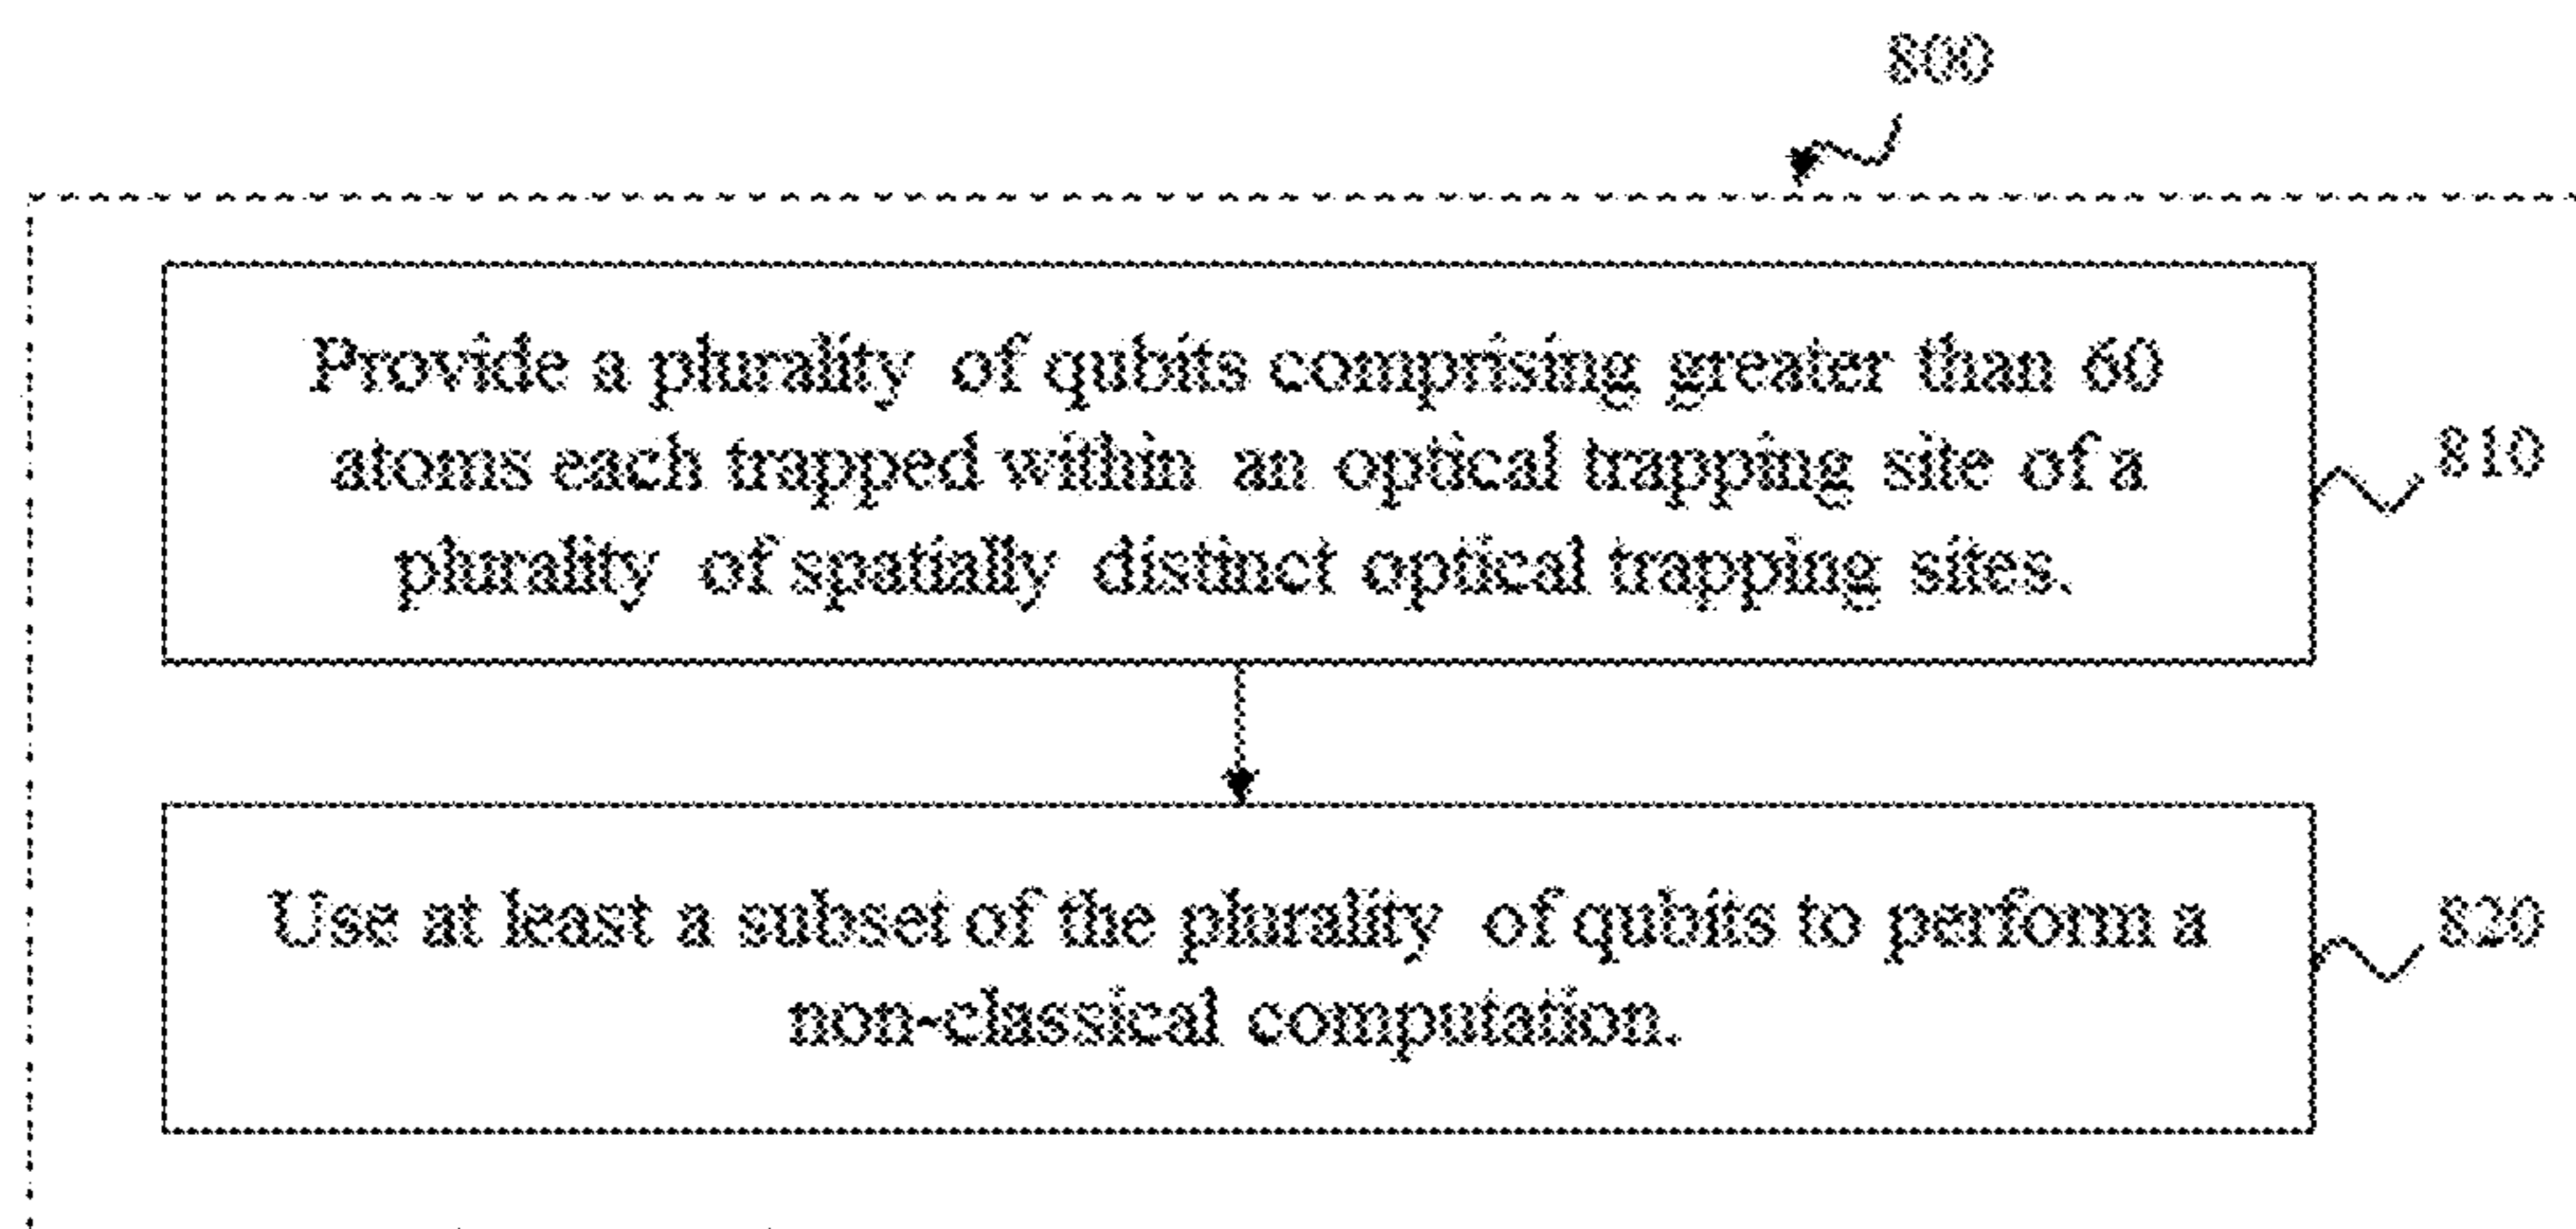 800
Provide a plurality of qubits comprising greater than 60
atoms each trapped within an optical trapping site of a
plurality of spatially distinct optical trapping sites.
810
Use at least a subset of the plurality of qubits to perform a
non-classical computation.
820